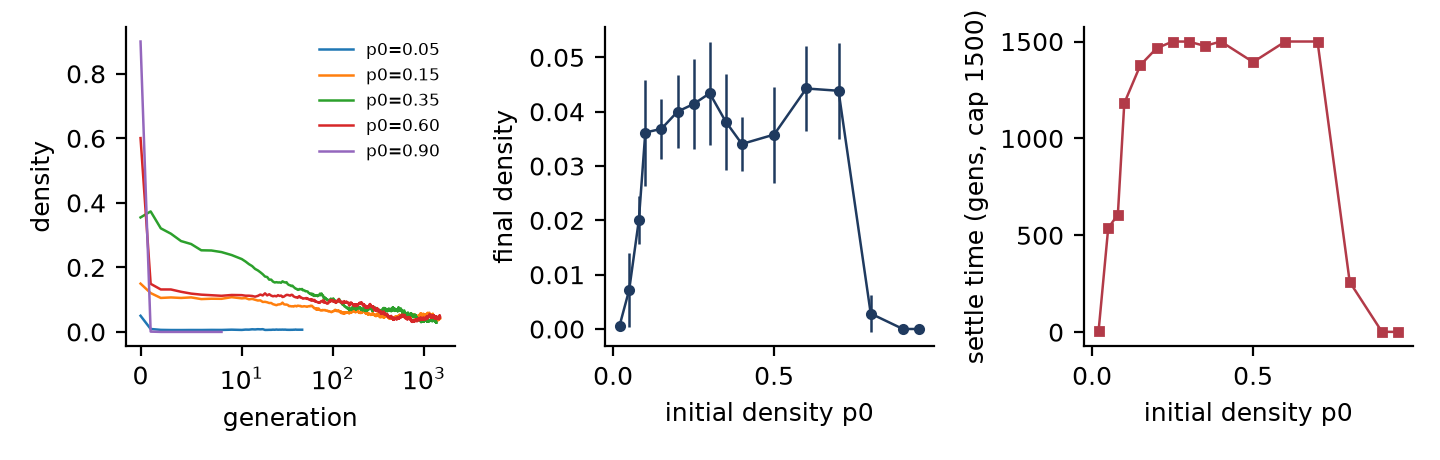 density
0.8
0.6
0.4
0.2
0.0
0
10¹
10²
10³
generation
p0=0.05
p0=0.15
p0=0.35
p0=0.60
p0=0.90
final density
0.05
0.04
0.03
0.02
0.01
0.00
0.0
0.5
initial density p0
settle time (gens, cap 1500)
1500
1000
500
0
0.0
0.5
initial density p0